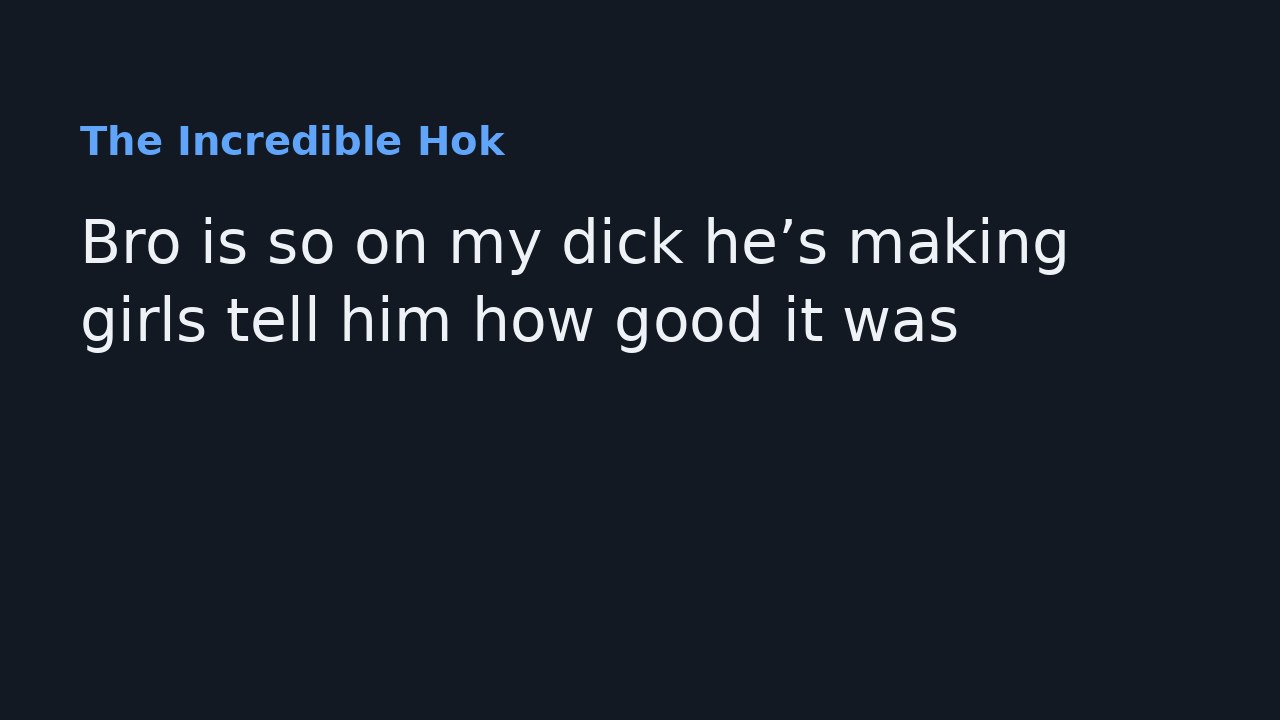 The Incredible Hok
Bro is so on my dick he’s making
girls tell him how good it was